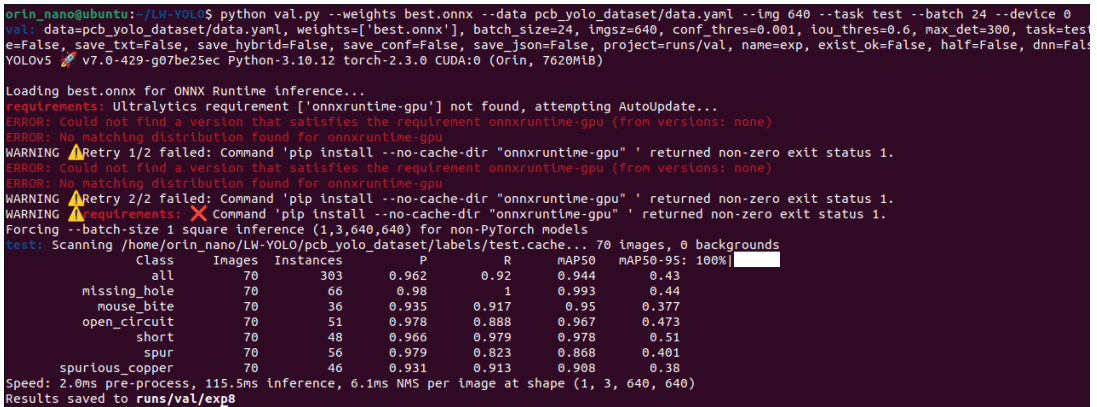 orin_nano@ubuntu:~/LW-YOLO$ python val.py --weights best.onnx --data pcb_yolo_dataset/data.yaml --img 640 --task test --batch 24 --device 0
val: data=pcb_yolo_dataset/data.yaml, weights=['best.onnx'], batch_size=24, imgsz=640, conf_thres=0.001, iou_thres=0.6, max_det=300, task=test
e=False, save_txt=False, save_hybrid=False, save_conf=False, save_json=False, project=runs/val, name=exp, exist_ok=False, half=False, dnn=Fals
YOLOv5 🚀 v7.0-429-g07be25ec Python-3.10.12 torch-2.3.0 CUDA:0 (Orin, 7620MiB)
Loading best.onnx for ONNX Runtime inference...
requirements: Ultralytics requirement ['onnxruntime-gpu'] not found, attempting AutoUpdate...
ERROR: Could not find a version that satisfies the requirement onnxruntime-gpu (from versions: none)
ERROR: No matching distribution found for onnxruntime-gpu
WARNING ⚠️Retry 1/2 failed: Command 'pip install --no-cache-dir "onnxruntime-gpu" ' returned non-zero exit status 1.
ERROR: Could not find a version that satisfies the requirement onnxruntime-gpu (from versions: none)
ERROR: No matching distribution found for onnxruntime-gpu
WARNING ⚠️Retry 2/2 failed: Command 'pip install --no-cache-dir "onnxruntime-gpu" ' returned non-zero exit status 1.
WARNING ⚠️requirements: ❌ Command 'pip install --no-cache-dir "onnxruntime-gpu" ' returned non-zero exit status 1.
Forcing --batch-size 1 square inference (1,3,640,640) for non-PyTorch models
test: Scanning /home/orin_nano/LW-YOLO/pcb_yolo_dataset/labels/test.cache... 70 images, 0 backgrounds
Class Images Instances P R mAP50 mAP50-95: 100%|
all 70 303 0.962 0.92 0.944 0.43
missing_hole 70 66 0.98 1 0.993 0.44
mouse_bite 70 36 0.935 0.917 0.95 0.377
open_circuit 70 51 0.978 0.888 0.967 0.473
short 70 48 0.966 0.979 0.978 0.51
spur 70 56 0.979 0.823 0.868 0.401
spurious_copper 70 46 0.931 0.913 0.908 0.38
Speed: 2.0ms pre-process, 115.5ms inference, 6.1ms NMS per image at shape (1, 3, 640, 640)
Results saved to runs/val/exp8